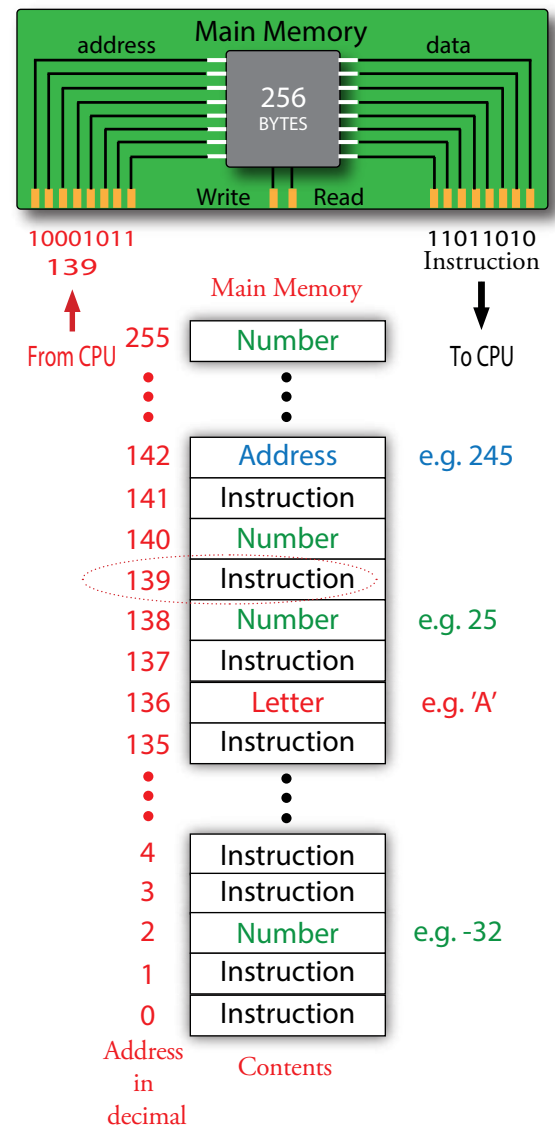 Main Memory
address
data
256
BYTES
Write Read
10001011
139
11011010
Instruction
From CPU
To CPU
Main Memory
255 Number
142 Address e.g. 245
141 Instruction
140 Number
139 Instruction
138 Number e.g. 25
137 Instruction
136 Letter e.g. 'A'
135 Instruction
4 Instruction
3 Instruction
2 Number e.g. -32
1 Instruction
0 Instruction
Address
in
decimal
Contents